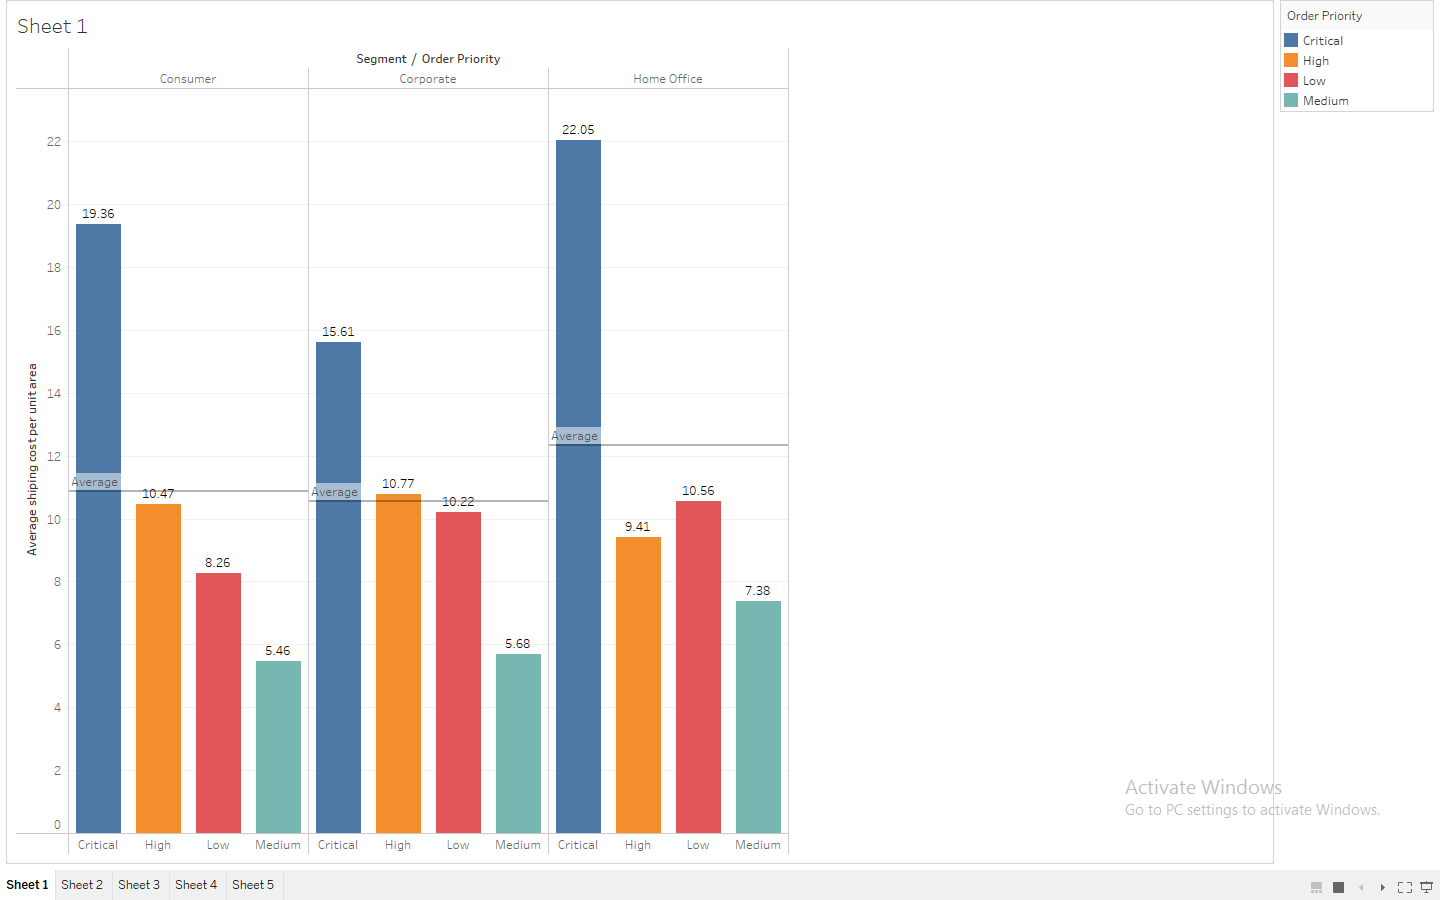 Sheet 1
Order Priority
Critical
High
Low
Medium
Segment / Order Priority
Consumer Corporate Home Office
Average shiping cost per unit area
22
20
18
16
14
12
10
8
6
4
2
0
19.36
10.47
8.26
5.46
Average
15.61
10.77
10.22
5.68
Average
22.05
9.41
10.56
7.38
Average
Critical High Low Medium Critical High Low Medium Critical High Low Medium
Activate Windows
Go to PC settings to activate Windows.
Sheet 1 Sheet 2 Sheet 3 Sheet 4 Sheet 5